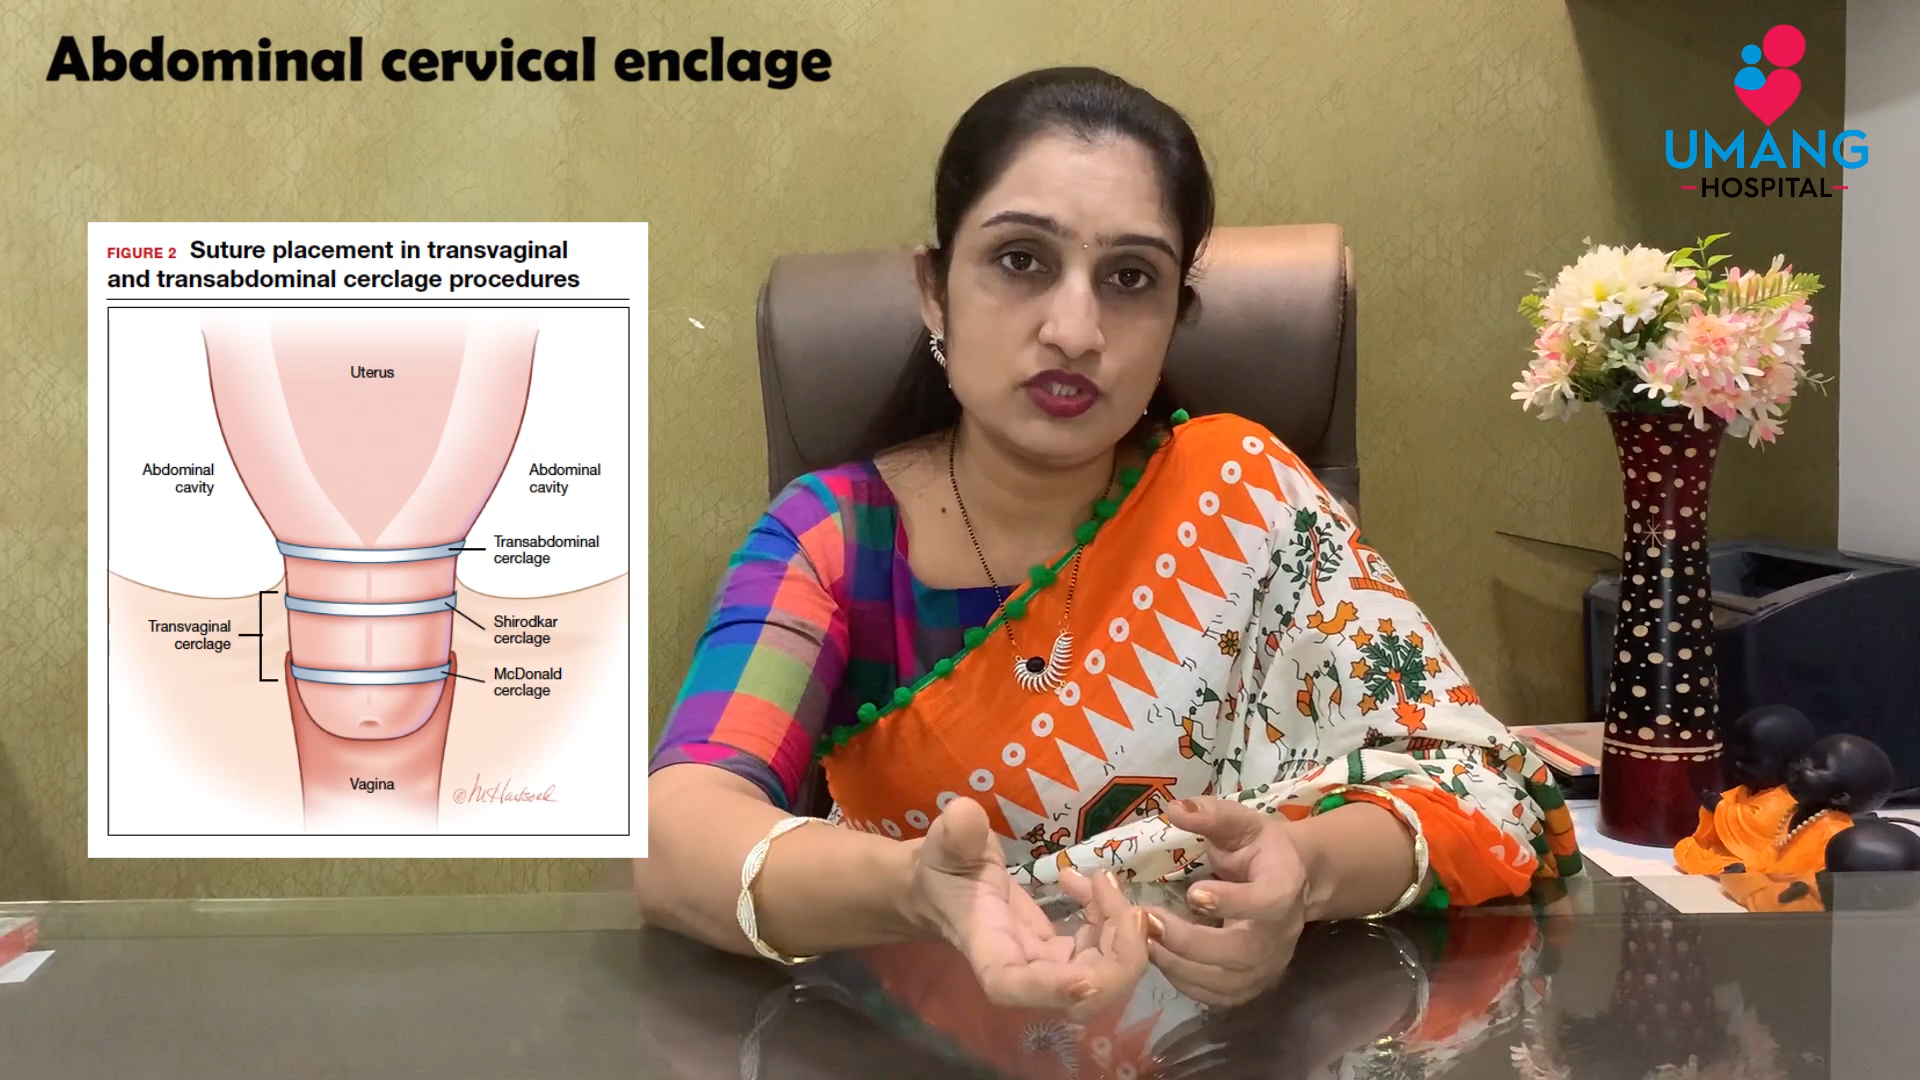 Abdominal cervical enclage
UMANG
HOSPITAL
FIGURE 2 Suture placement in transvaginal
and transabdominal cerclage procedures
Uterus
Abdominal
cavity
Abdominal
cavity
Transabdominal
cerclage
Transvaginal
cerclage
Shirodkar
cerclage
McDonald
cerclage
Vagina